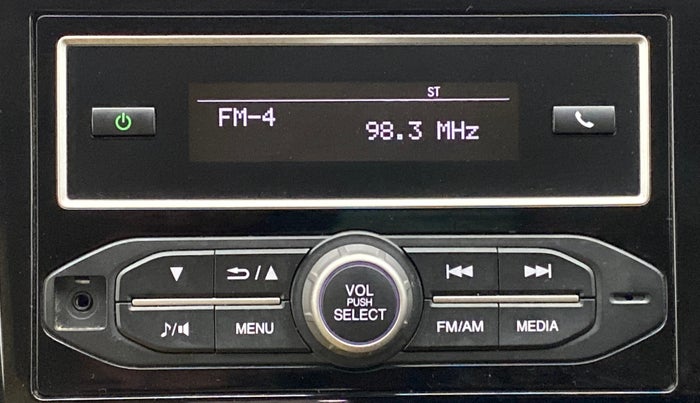 ST
FM-4
98.3 MHz
VOL
PUSH
SELECT
MENU
FM/AM
MEDIA